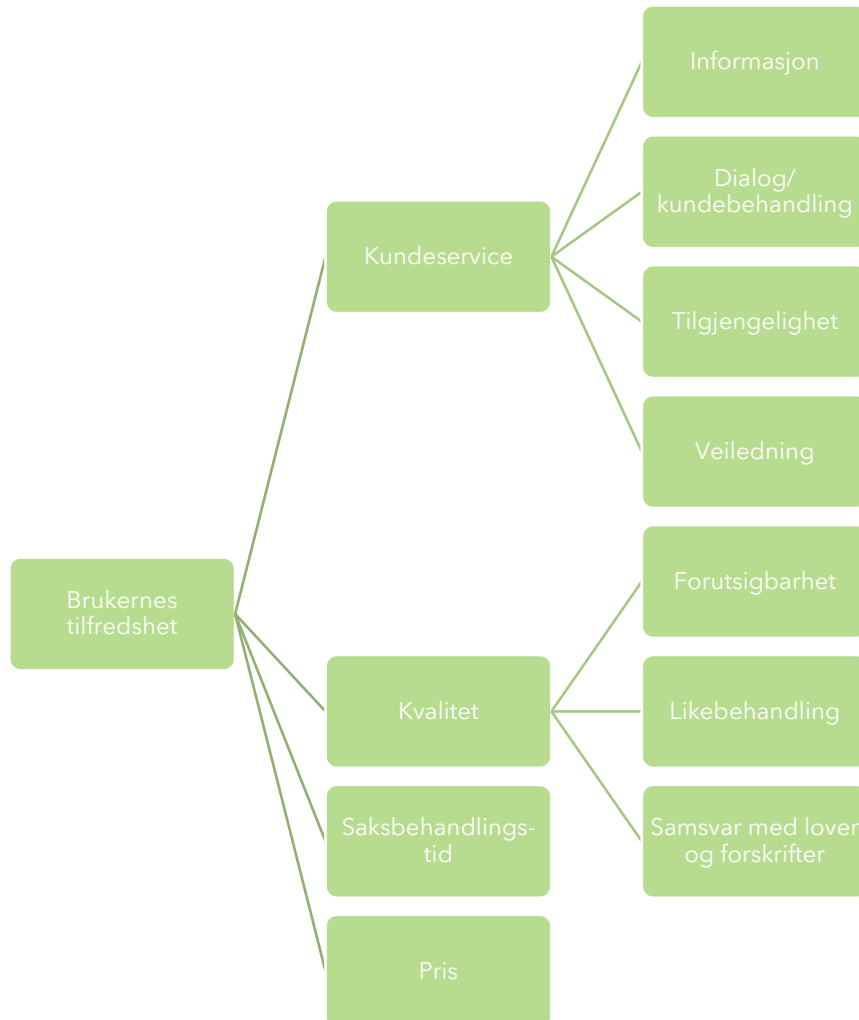 Informasjon
Dialog/
kundebehandling
Kundeservice
Tilgjengelighet
Veiledning
Forutsigbarhet
Brukernes
tilfredshet
Kvalitet
Likebehandling
Saksbehandlings-
tid
Samsvar med lover
og forskrifter
Pris